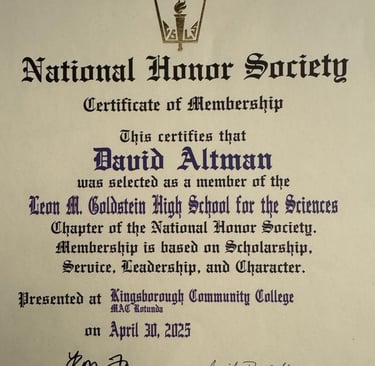 National Honor Society
Certificate of Membership
This certifies that
David Altman
was selected as a member of the
Leon M. Goldstein High School for the Sciences
Chapter of the National Honor Society.
Membership is based on Scholarship,
Service, Leadership, and Character.
Presented at Kingsborough Community College
MAC Rotunda
on April 30, 2025